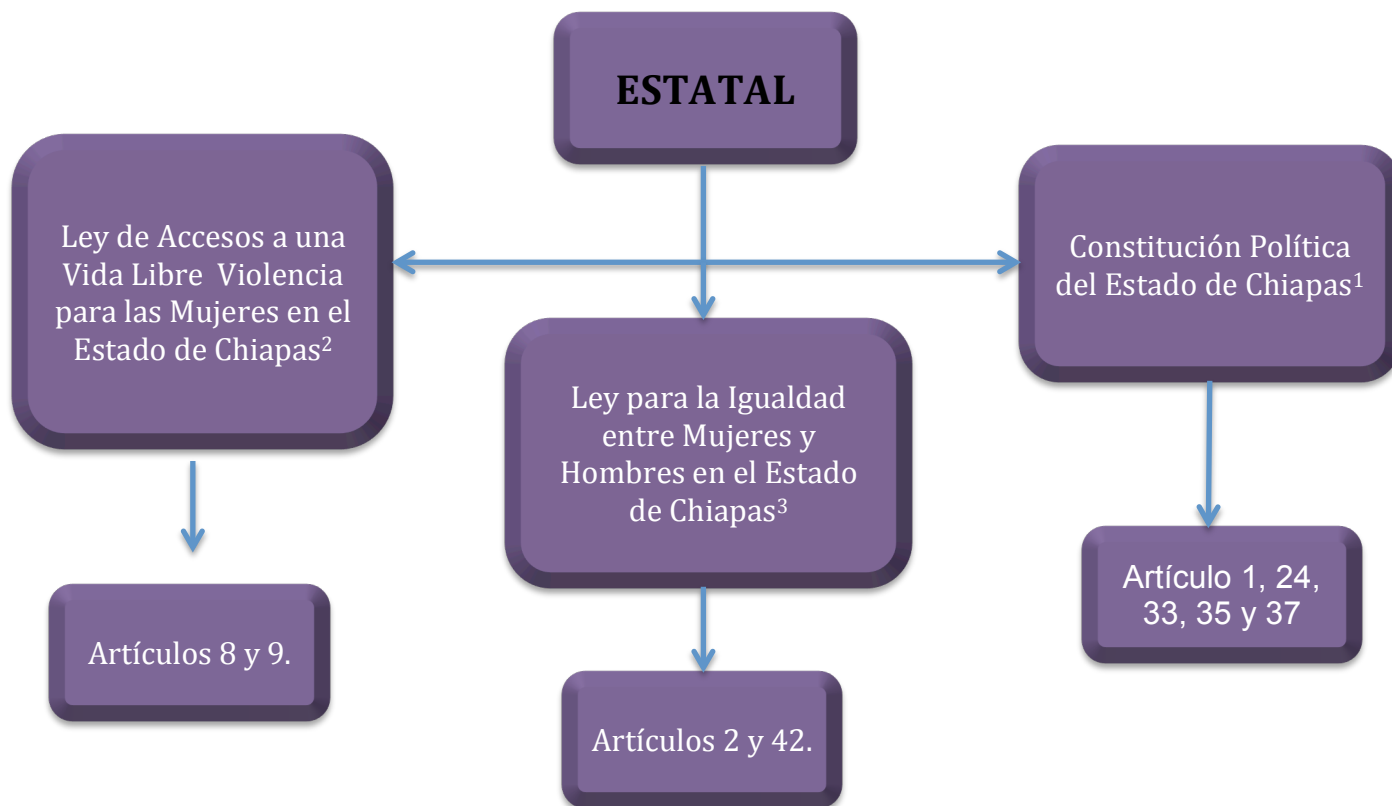 ESTATAL
Ley de Accesos a una
Vida Libre  Violencia
para las Mujeres en el
Estado de Chiapas²
Artículos 8 y 9.
Ley para la Igualdad
entre Mujeres y
Hombres en el Estado
de Chiapas³
Artículos 2 y 42.
Constitución Política
del Estado de Chiapas¹
Artículo 1, 24,
33, 35 y 37